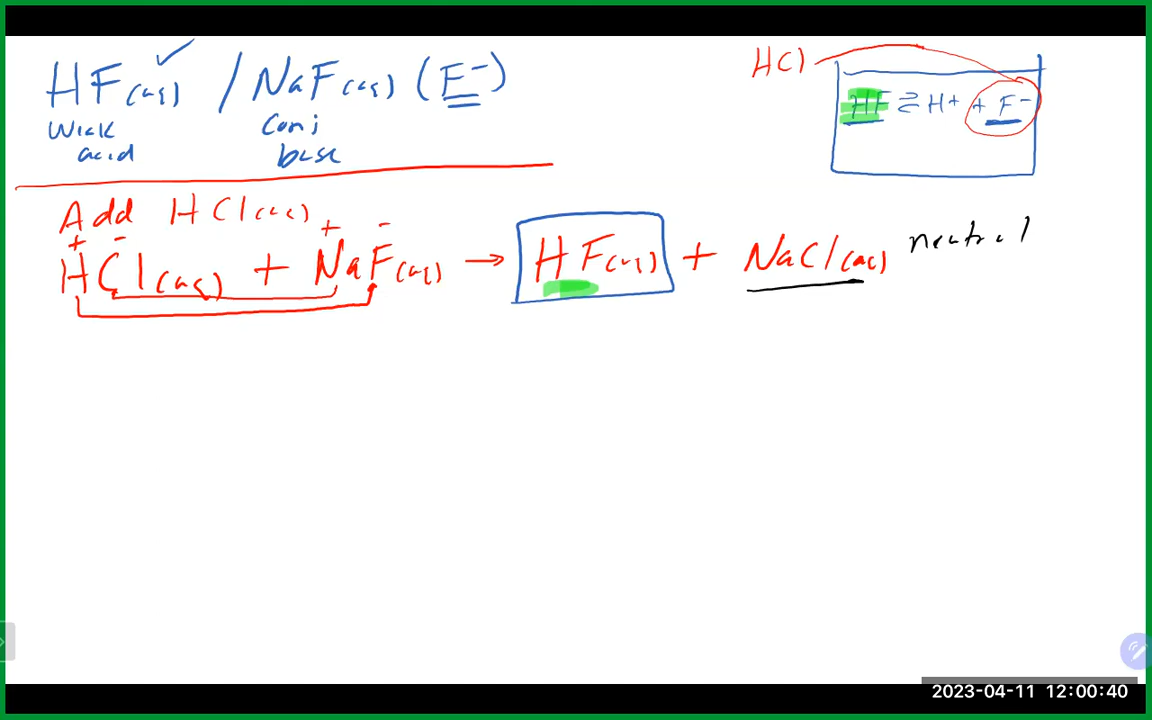 HF(aq) / NaF(aq) (F⁻)
Weak acid
Conj base
HCl
HF ⇄ H+ + F⁻
Add HCl(aq)
+ - + -
HCl(aq) + NaF(aq) → HF(aq) + NaCl(aq) neutral
2023-04-11 12:00:40